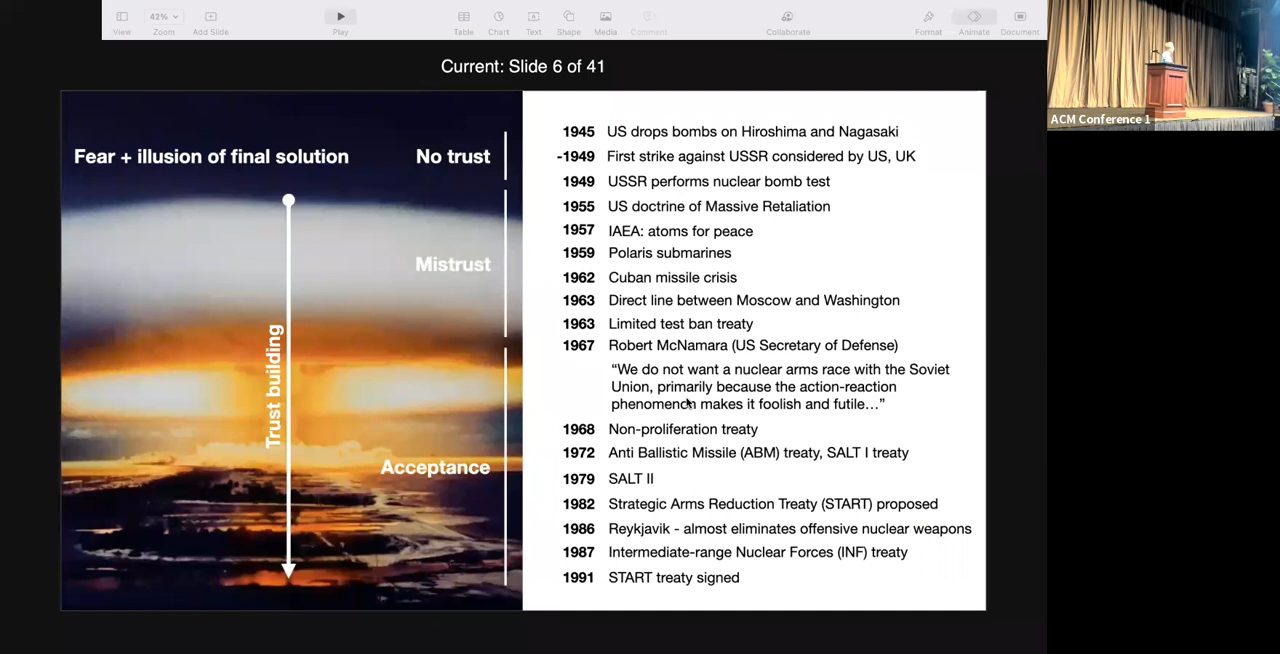 42%
View
Zoom
Add Slide
Play
Table
Chart
Text
Shape
Media
Comment
Collaborate
Format
Animate
Document
ACM Conference 1
Current: Slide 6 of 41
Fear + illusion of final solution
No trust
Mistrust
Trust building
Acceptance
1945 US drops bombs on Hiroshima and Nagasaki
-1949 First strike against USSR considered by US, UK
1949 USSR performs nuclear bomb test
1955 US doctrine of Massive Retaliation
1957 IAEA: atoms for peace
1959 Polaris submarines
1962 Cuban missile crisis
1963 Direct line between Moscow and Washington
1963 Limited test ban treaty
1967 Robert McNamara (US Secretary of Defense)
“We do not want a nuclear arms race with the Soviet
Union, primarily because the action-reaction
phenomenon makes it foolish and futile…”
1968 Non-proliferation treaty
1972 Anti Ballistic Missile (ABM) treaty, SALT I treaty
1979 SALT II
1982 Strategic Arms Reduction Treaty (START) proposed
1986 Reykjavik - almost eliminates offensive nuclear weapons
1987 Intermediate-range Nuclear Forces (INF) treaty
1991 START treaty signed